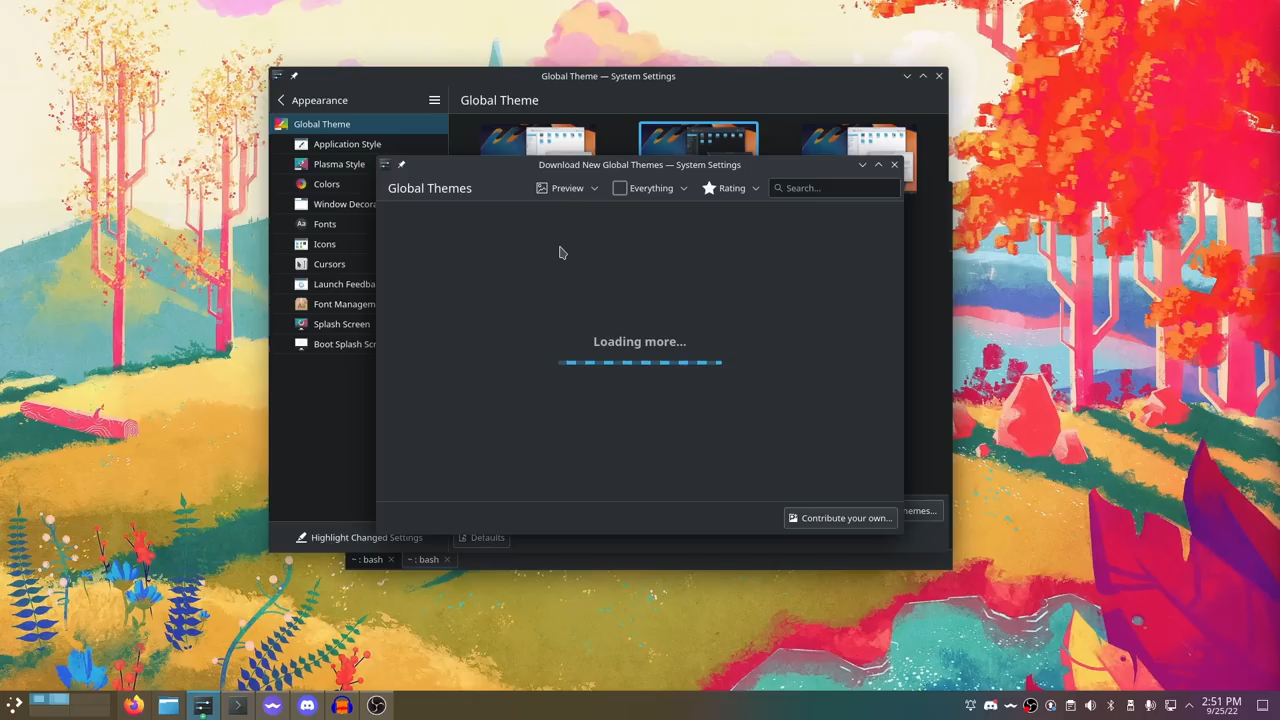 Global Theme — System Settings
Appearance
Global Theme
Global Theme
Application Style
Plasma Style
Colors
Window Decora
Fonts
Icons
Cursors
Launch Feedba
Font Managem
Splash Screen
Boot Splash Scr
Highlight Changed Settings
Defaults
hemes...
Download New Global Themes — System Settings
Global Themes
Preview
Everything
Rating
Search...
Loading more...
Contribute your own...
~ : bash
~ : bash
2:51 PM
9/25/22